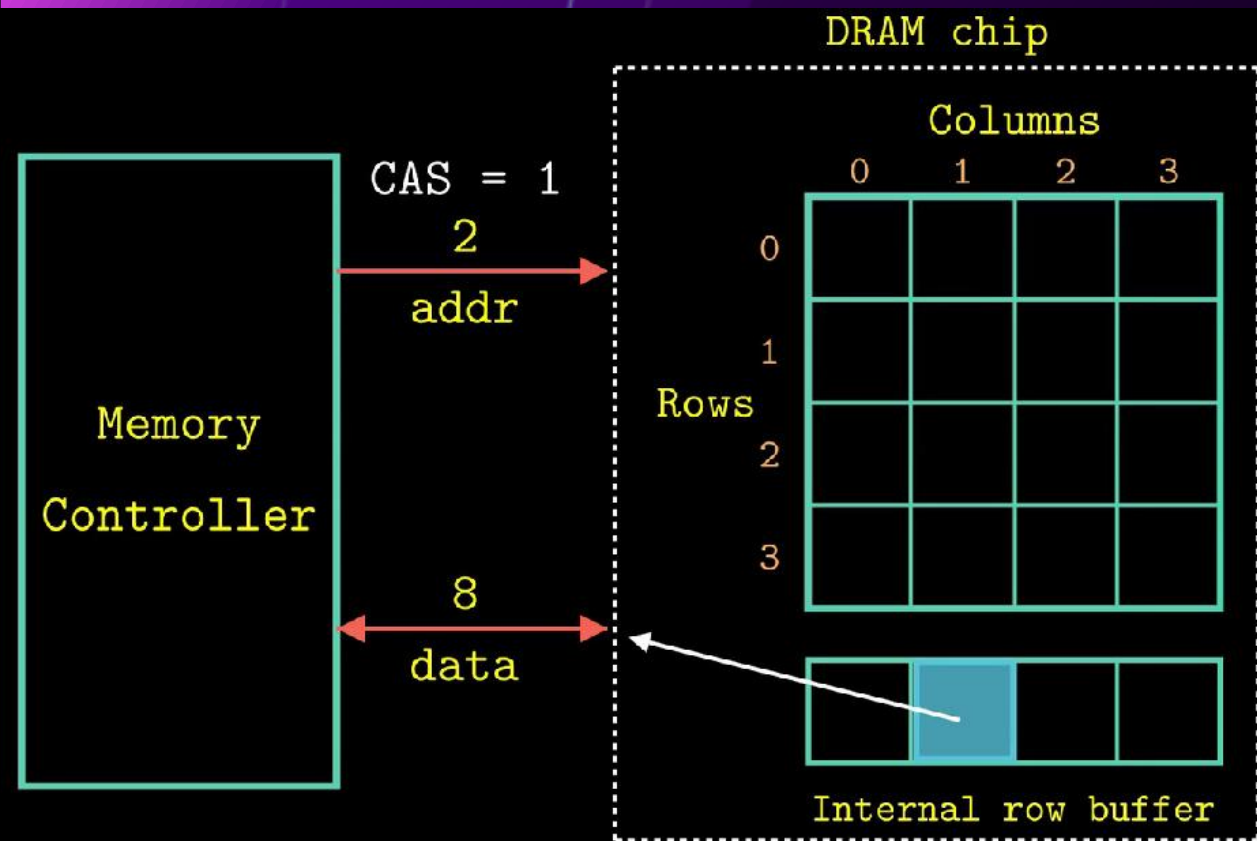 DRAM chip
Columns
0 1 2 3
CAS = 1
2
addr
0
1
Rows
2
3
Memory
Controller
8
data
Internal row buffer